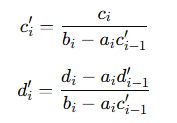 c′_i = c_i / (b_i − a_i c′_{i−1})
d′_i = (d_i − a_i d′_{i−1}) / (b_i − a_i c′_{i−1})